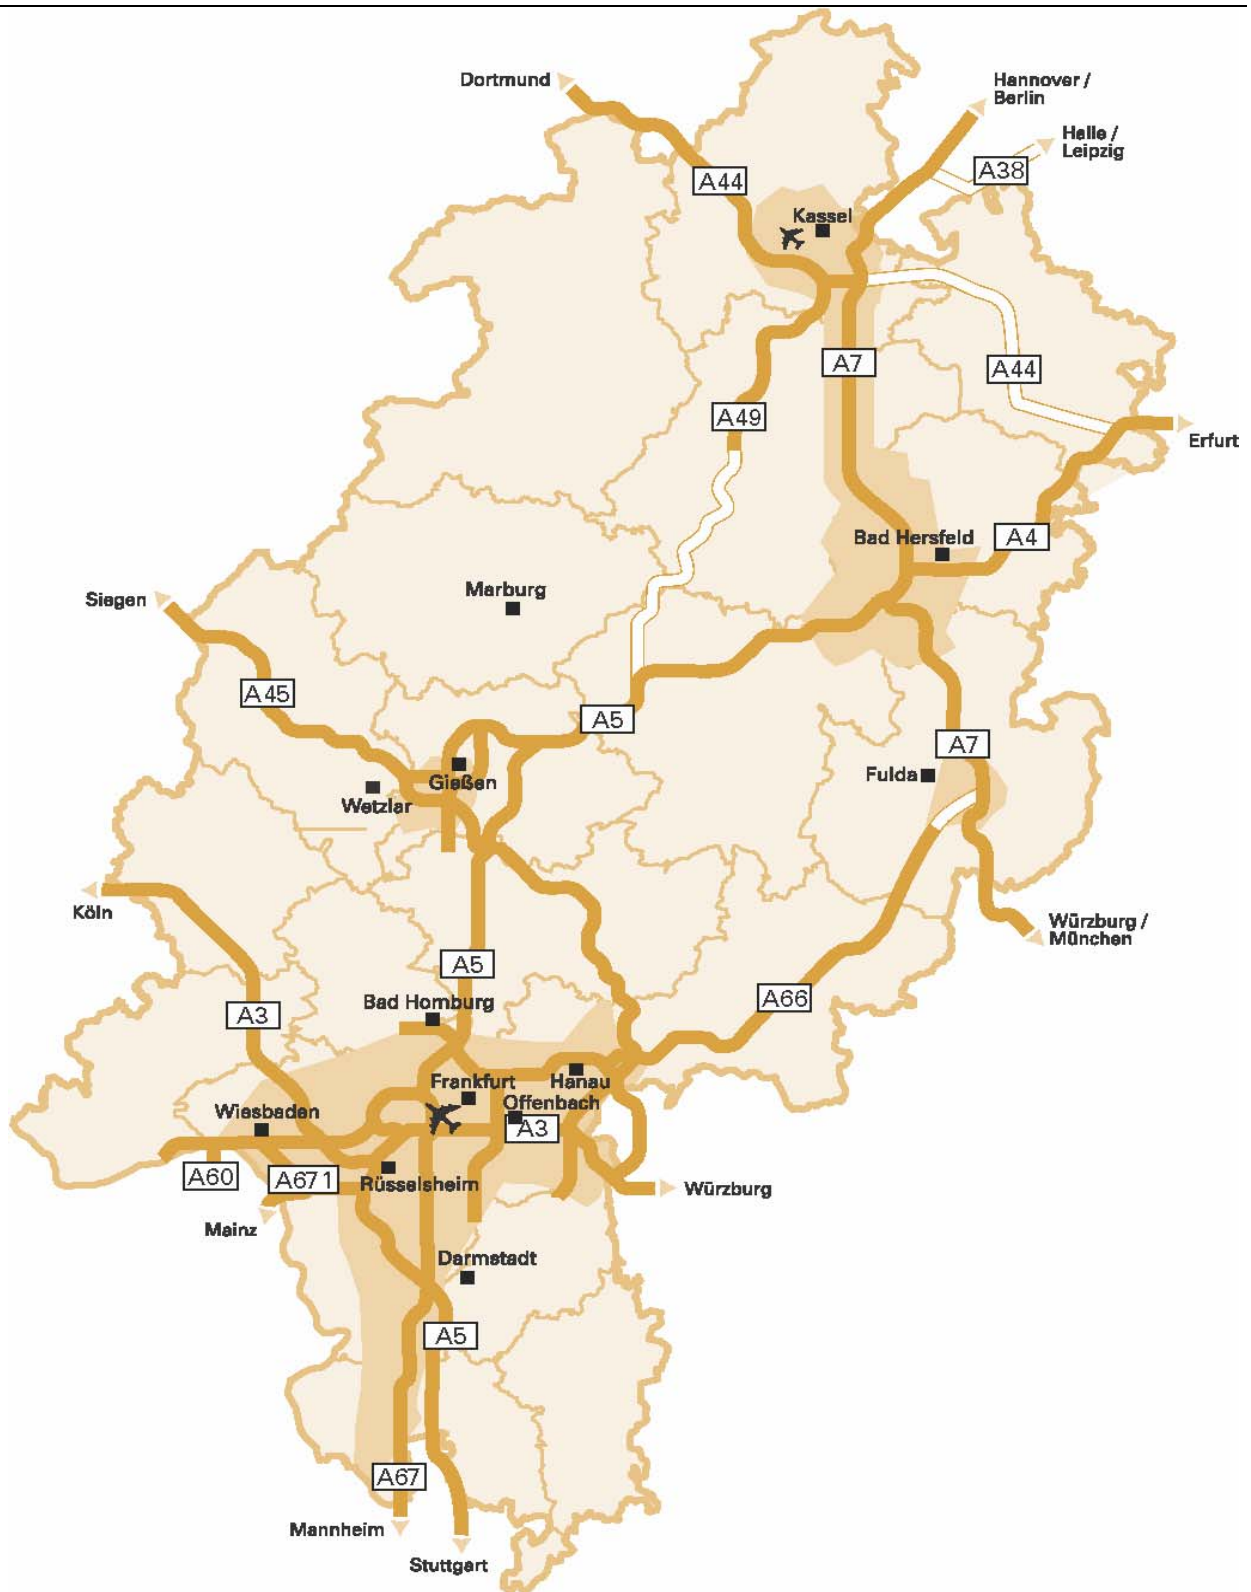 Dortmund
Hannover /
Berlin
Halle /
Leipzig
A38
A44
Kassel
A7
A44
A49
Erfurt
Bad Hersfeld
A4
Marburg
Siegen
A45
A5
A7
Gießen
Fulda
Wetzlar
Köln
Würzburg /
München
A5
A66
Bad Homburg
A3
Frankfurt
Hanau
Offenbach
Wiesbaden
A3
A60
A671
Rüsselsheim
Würzburg
Mainz
Darmstadt
A5
A67
Mannheim
Stuttgart